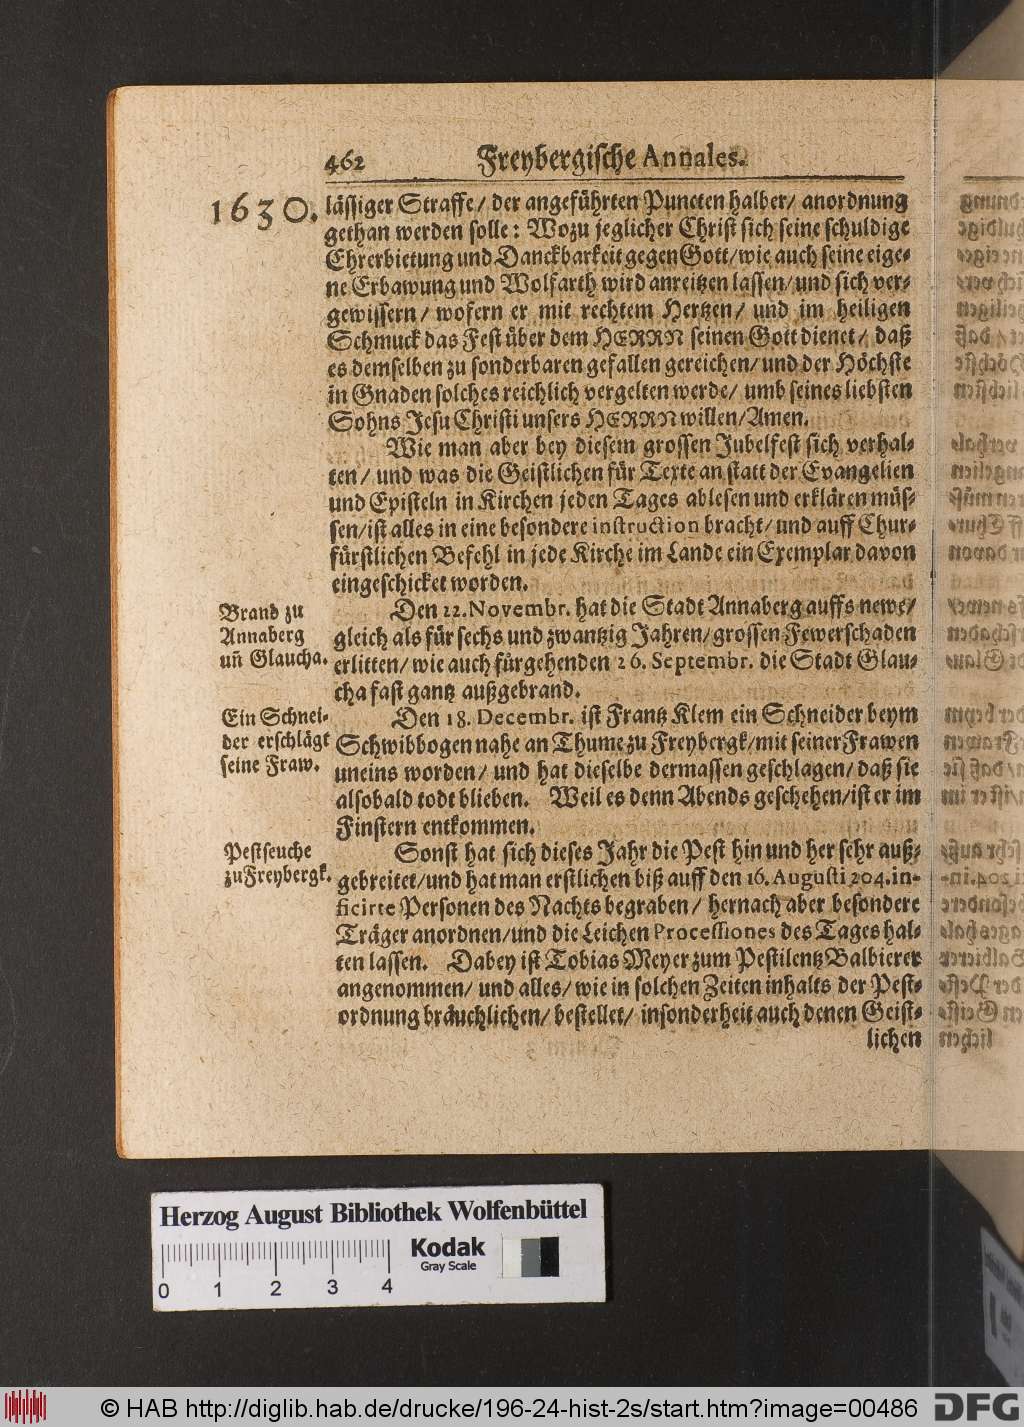 462 Freybergische Annales.
1630.
lässiger Straffe/ der angeführten Puncten halber/ anordnung
gethan werden solle: Wozu jeglicher Christ sich seine schuldige
Ehrerbietung und Danckbarkeit gegen Gott/wie auch seine eige-
ne Erbawung und Wolfarth wird anreitzen lassen/und sich ver-
gewissern/ wofern er mit rechtem Hertzen/ und im heiligen
Schmuck das Fest über dem HERRN seinen Gott dienet/ daß
es demselben zu sonderbaren gefallen gereichen/und der Höchste
in Gnaden solches reichlich vergelten werde/ umb seines liebsten
Sohns Jesu Christi unsers HERRN willen/Amen.
Wie man aber bey diesem grossen Jubelfest sich verhal-
ten/ und was die Geistlichen für Texte an statt der Evangelien
und Episteln in Kirchen jeden Tages ablesen und erklären müs-
sen/ist alles in eine besondere instruction bracht/und auff Chur-
fürstlichen Befehl in jede Kirche im Lande ein Exemplar davon
eingeschicket worden.
Brand zu
Annaberg
uñ Glaucha.
Den 22.Novembr. hat die Stadt Annaberg auffs newe/
gleich als für sechs und zwantzig Jahren/grossen Fewerschaden
erlitten/wie auch fürgehenden 26. Septembr. die Stadt Glau-
cha fast gantz außgebrand.
Ein Schnei-
der erschlägt
seine Fraw.
Den 18. Decembr. ist Frantz Klem ein Schneider beym
Schwibbogen nahe an Thume zu Freybergk/mit seiner Frawen
uneins worden/ und hat dieselbe dermassen geschlagen/daß sie
alsobald todt blieben. Weil es denn Abends geschehen/ist er im
Finstern entkommen.
Pestseuche
zu Freybergk.
Sonst hat sich dieses Jahr die Pest hin und her sehr auß-
gebreitet/und hat man erstlichen biß auff den 16. Augusti 204.in-
ficirte Personen des Nachts begraben/ hernach aber besondere
Träger anordnen/und die Leichen Processiones des Tages hal-
ten lassen. Dabey ist Tobias Meyer zum Pestilentz Balbierer
angenommen/ und alles/ wie in solchen Zeiten inhalts der Pest-
ordnung bräuchlichen/ bestellet/ insonderheit auch denen Geist-
lichen
Herzog August Bibliothek Wolfenbüttel
Kodak
Gray Scale
0 1 2 3 4
© HAB http://diglib.hab.de/drucke/196-24-hist-2s/start.htm?image=00486
DFG